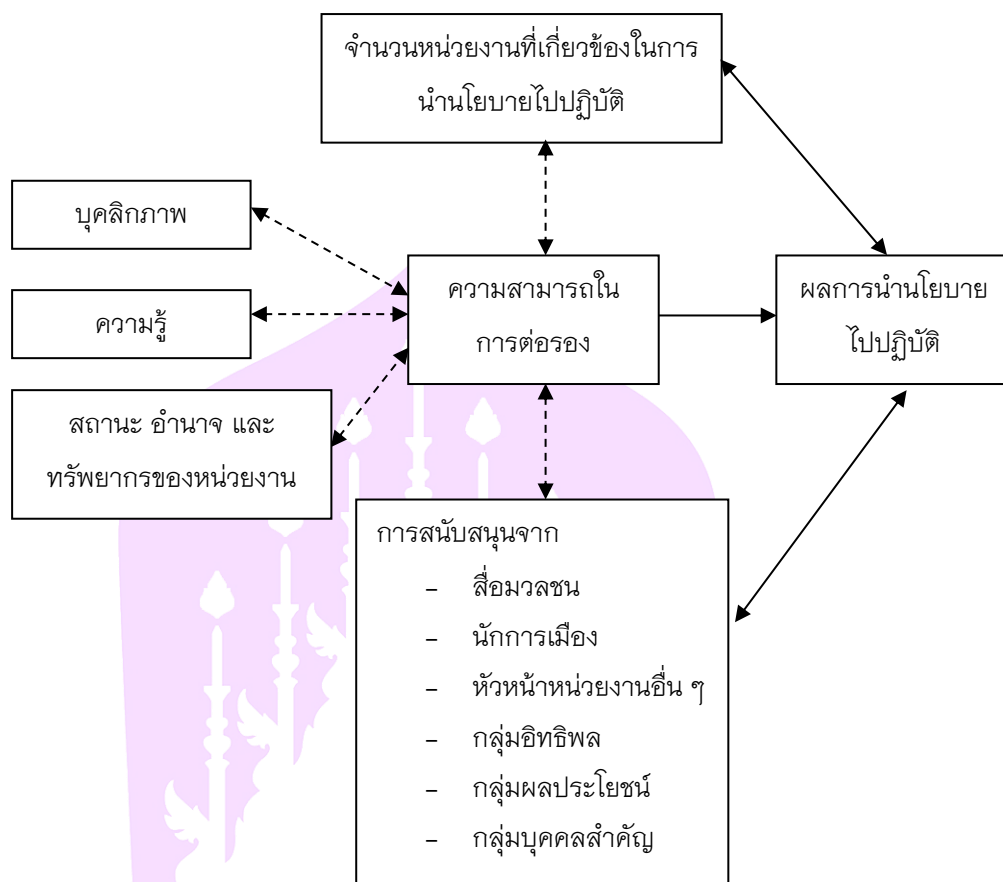 จำนวนหน่วยงานที่เกี่ยวข้องในการ
นำนโยบายไปปฏิบัติ
บุคลิกภาพ
ความรู้
สถานะ อำนาจ และ
ทรัพยากรของหน่วยงาน
ความสามารถใน
การต่อรอง
ผลการนำนโยบาย
ไปปฏิบัติ
การสนับสนุนจาก
– สื่อมวลชน
– นักการเมือง
– หัวหน้าหน่วยงานอื่น ๆ
– กลุ่มอิทธิพล
– กลุ่มผลประโยชน์
– กลุ่มบุคคลสำคัญ